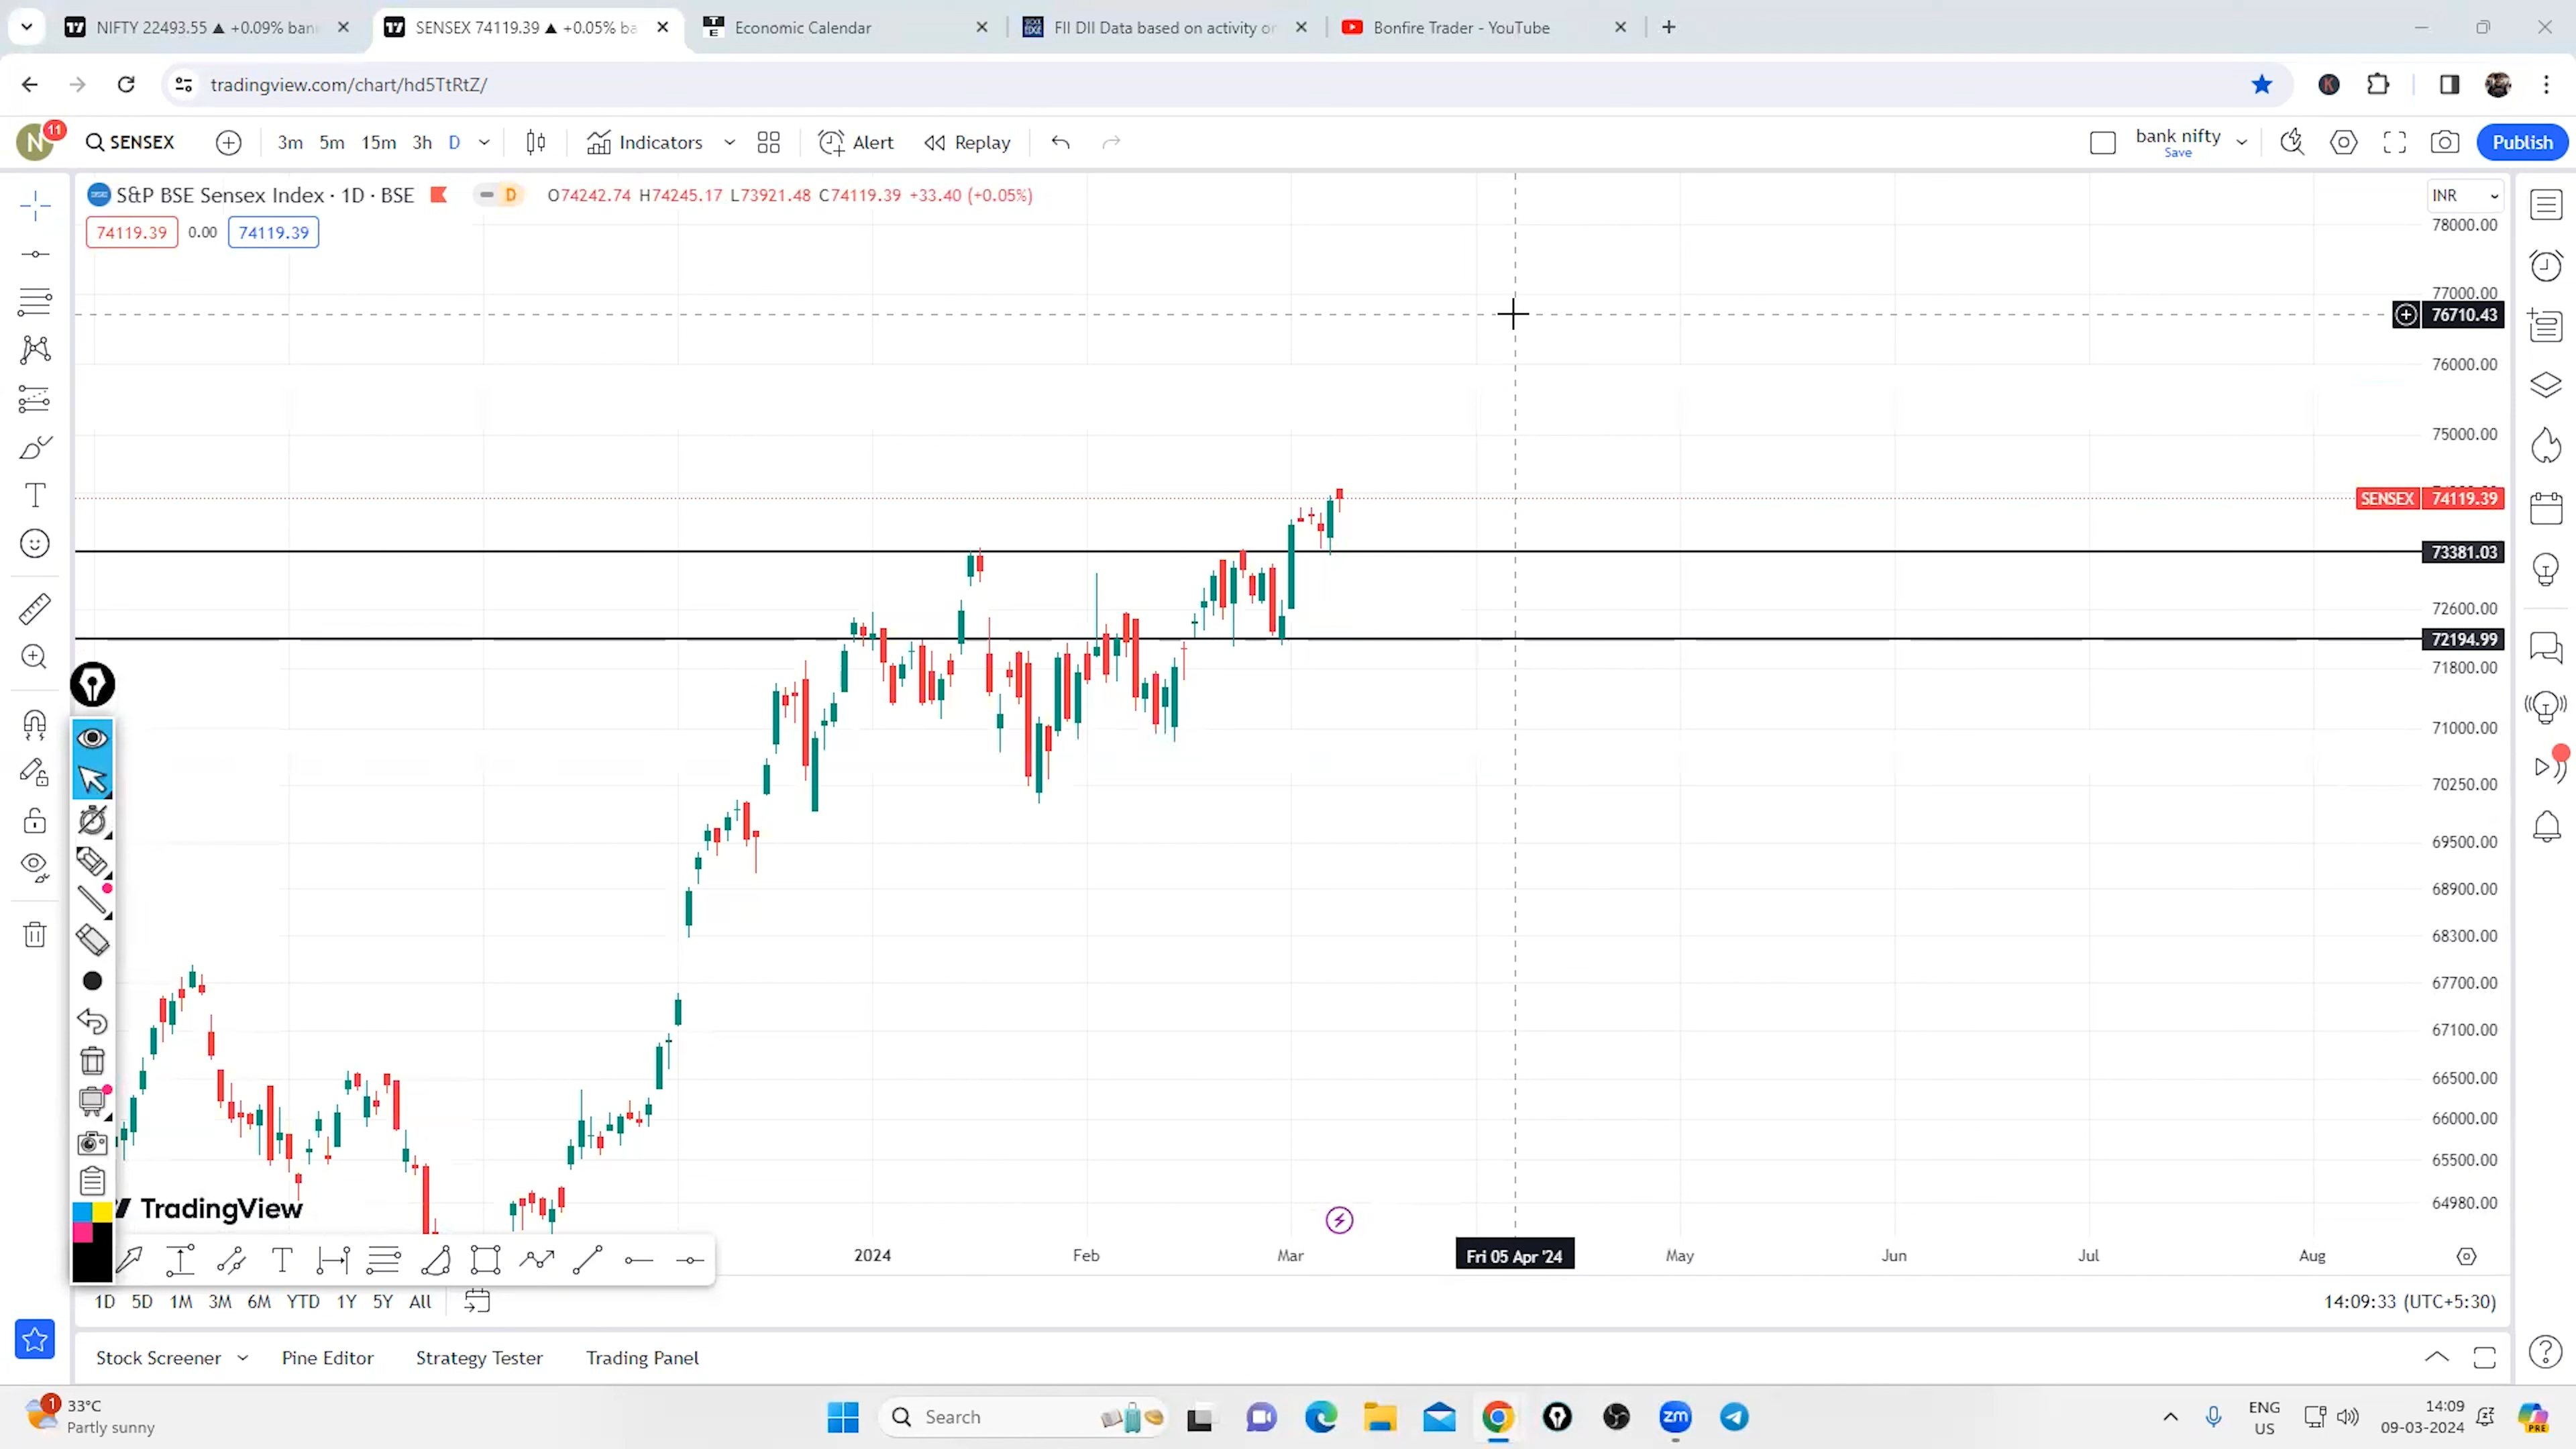 NIFTY 22493.55 ▲ +0.09% ban
SENSEX 74119.39 ▲ +0.05% ba
Economic Calendar
FII DII Data based on activity or
Bonfire Trader - YouTube
tradingview.com/chart/hd5TtRtZ/
N 11
SENSEX
3m 5m 15m 3h D
Indicators
Alert
Replay
bank nifty
Save
Publish
S&P BSE Sensex Index · 1D · BSE
D
O74242.74 H74245.17 L73921.48 C74119.39 +33.40 (+0.05%)
INR
74119.39 0.00 74119.39
78000.00
77000.00
76710.43
76000.00
75000.00
SENSEX 74119.39
73381.03
72600.00
72194.99
71800.00
71000.00
70250.00
69500.00
68900.00
68300.00
67700.00
67100.00
66500.00
66000.00
65500.00
64980.00
TradingView
2024 Feb Mar Fri 05 Apr '24 May Jun Jul Aug
1D 5D 1M 3M 6M YTD 1Y 5Y All
14:09:33 (UTC+5:30)
Stock Screener
Pine Editor
Strategy Tester
Trading Panel
1
33°C
Partly sunny
Search
zm
ENG
US
14:09
09-03-2024
PRE